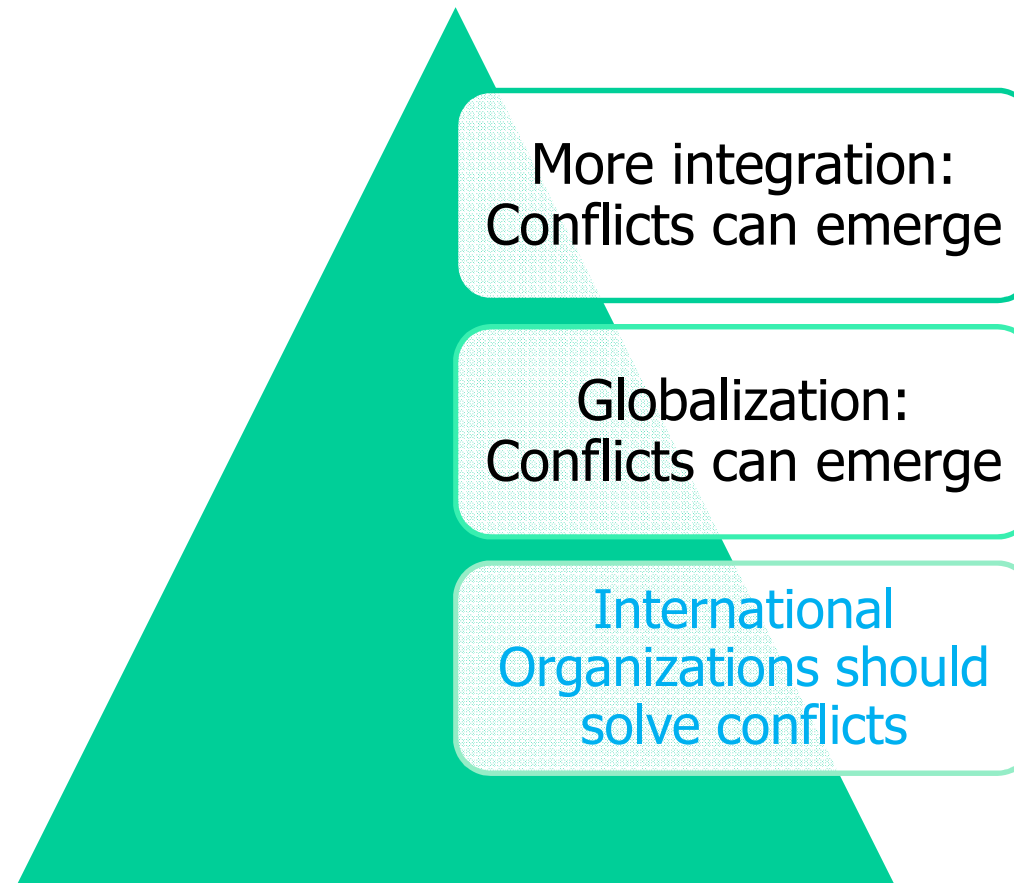 More integration:
Conflicts can emerge
Globalization:
Conflicts can emerge
International
Organizations should
solve conflicts